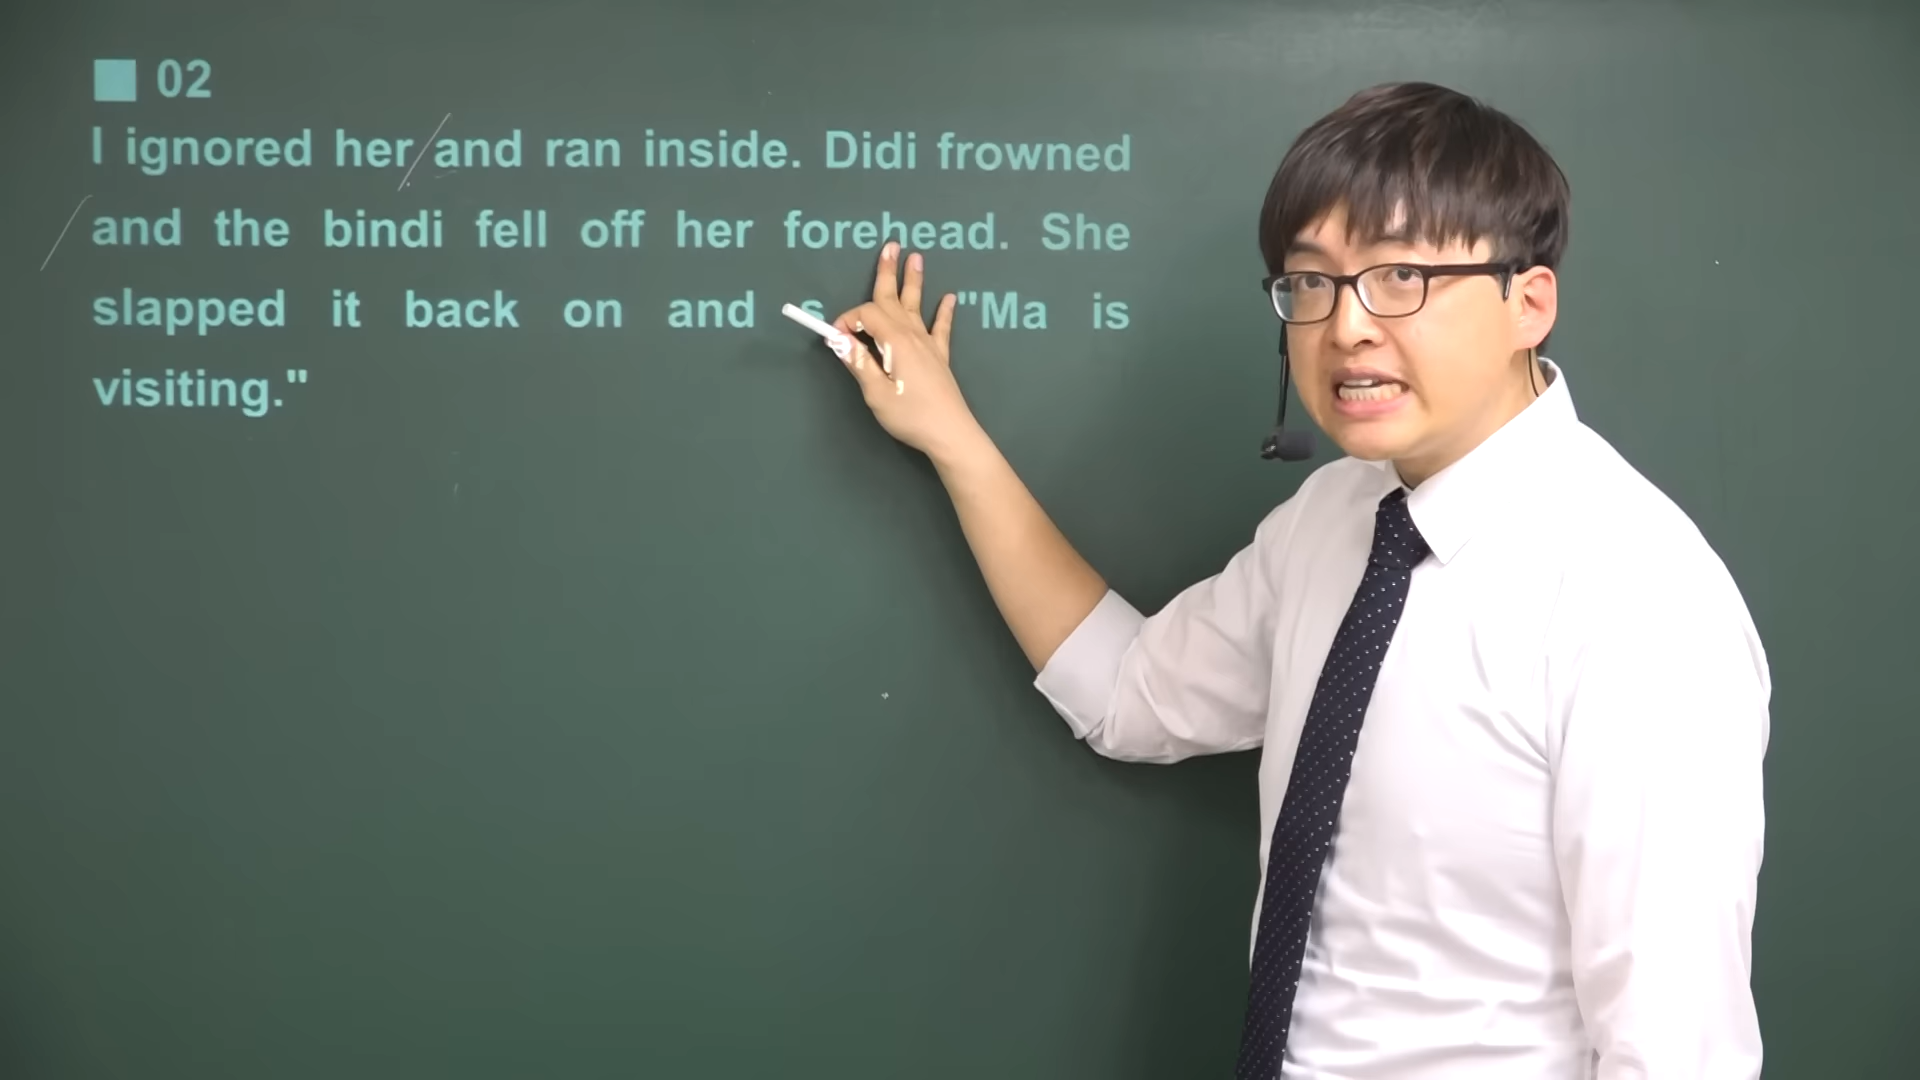 02
I ignored her and ran inside. Didi frowned
and the bindi fell off her forehead. She
slapped it back on and "Ma is
visiting."